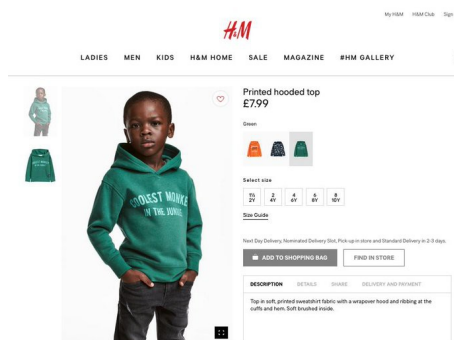 My H&M H&M Club Sign
H&M
LADIES MEN KIDS H&M HOME SALE MAGAZINE #HM GALLERY
Printed hooded top
£7.99
Green
COOLEST MONKE
IN THE JUNGLE
Select size
1½ 2 4 6 8
2Y 4Y 6Y 8Y 10Y
Size Guide
Next Day Delivery, Nominated Delivery Slot, Pick-up in store and Standard Delivery in 2-3 days.
ADD TO SHOPPING BAG FIND IN STORE
DESCRIPTION DETAILS SHARE DELIVERY AND PAYMENT
Top in soft, printed sweatshirt fabric with a wrapover hood and ribbing at the
cuffs and hem. Soft brushed inside.